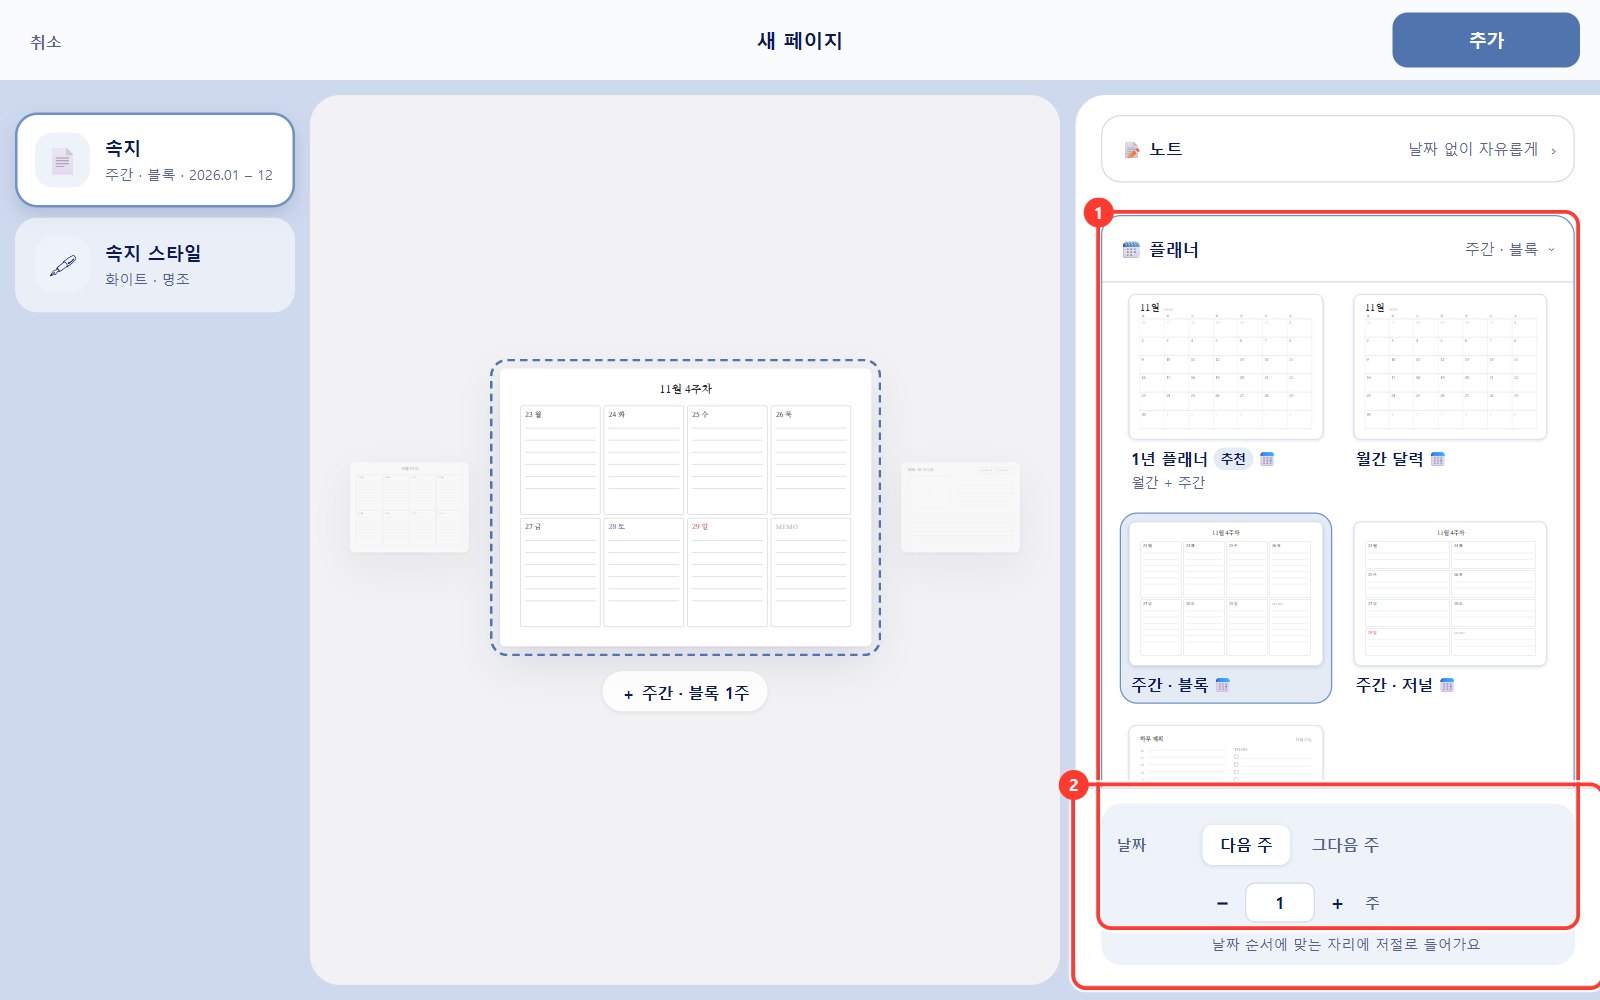 취소
새 페이지
추가
속지
주간 · 블록 · 2026.01 – 12
속지 스타일
화이트 · 명조
11월 4주차
23 월
24 화
25 수
26 목
27 금
28 토
29 일
MEMO
+ 주간 · 블록 1주
노트
날짜 없이 자유롭게 ›
1
플래너
주간 · 블록
11월
11월
1년 플래너 추천
월간 + 주간
월간 달력
11월 4주차
11월 4주차
주간 · 블록
주간 · 저널
하루 계획
TODO
2
날짜
다음 주
그다음 주
− 1 + 주
날짜 순서에 맞는 자리에 저절로 들어가요